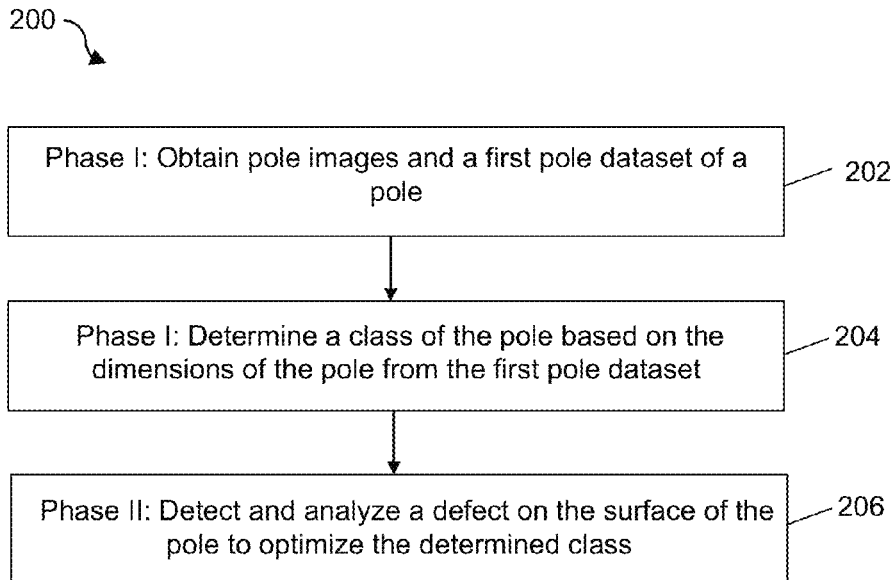 200
Phase I: Obtain pole images and a first pole dataset of a
pole
202
Phase I: Determine a class of the pole based on the
dimensions of the pole from the first pole dataset
204
Phase II: Detect and analyze a defect on the surface of the
pole to optimize the determined class
206